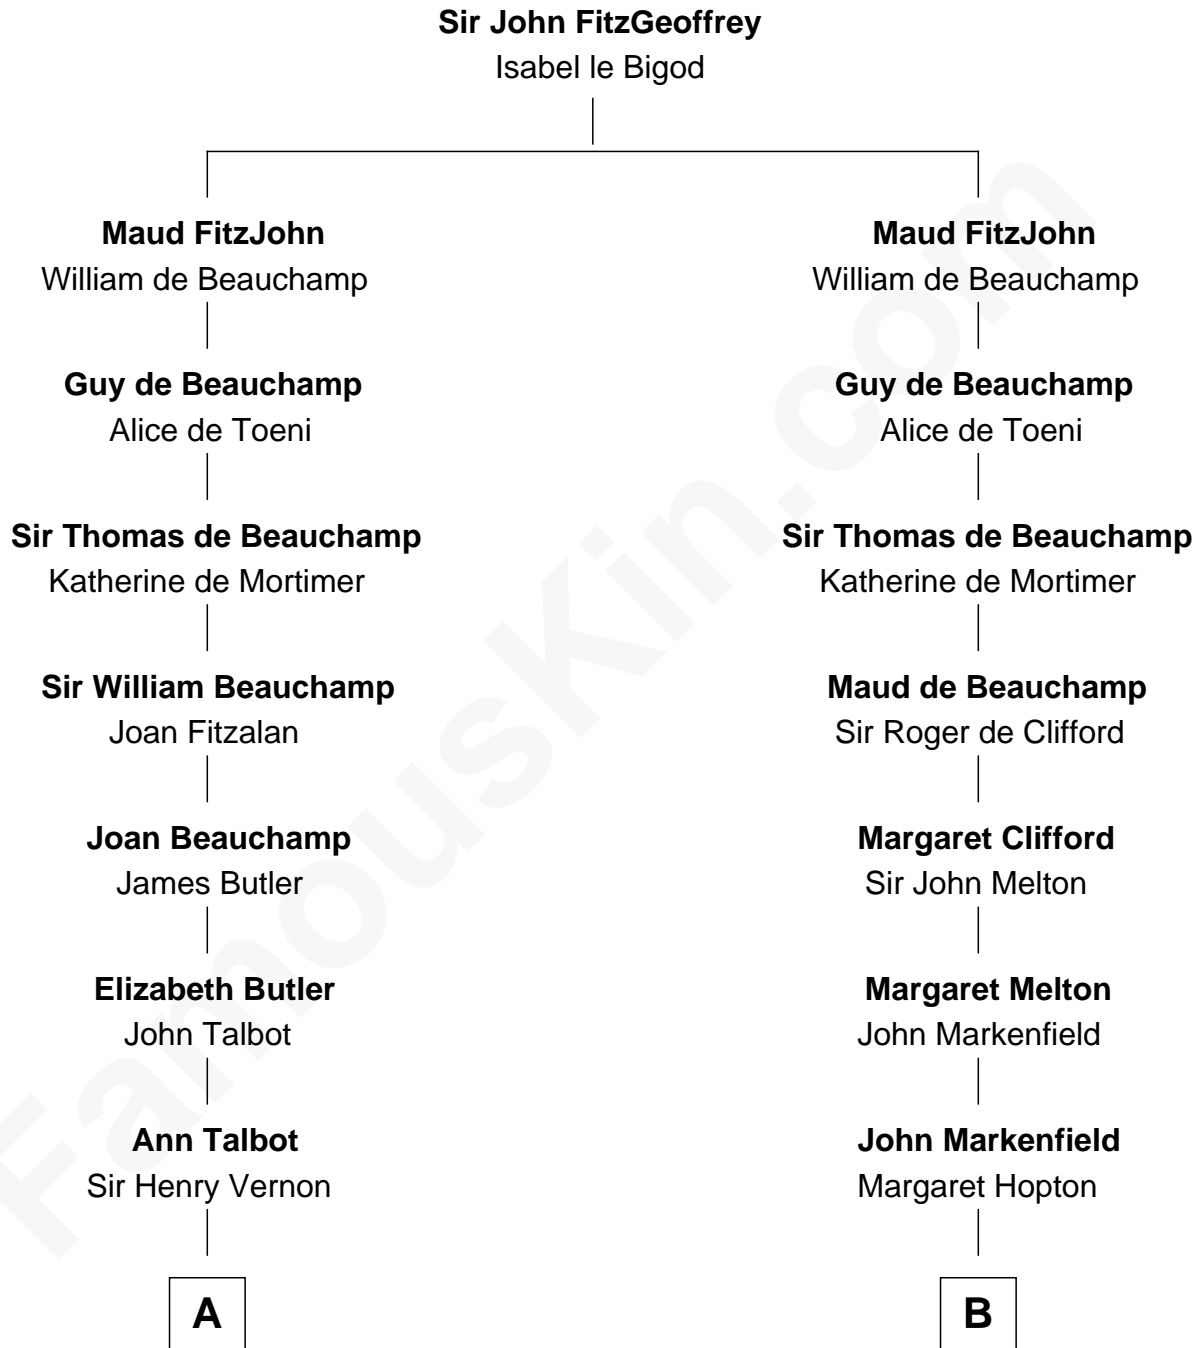 Sir John FitzGeoffrey
Isabel le Bigod
Maud FitzJohn
William de Beauchamp
Guy de Beauchamp
Alice de Toeni
Sir Thomas de Beauchamp
Katherine de Mortimer
Sir William Beauchamp
Joan Fitzalan
Joan Beauchamp
James Butler
Elizabeth Butler
John Talbot
Ann Talbot
Sir Henry Vernon
A
Maud FitzJohn
William de Beauchamp
Guy de Beauchamp
Alice de Toeni
Sir Thomas de Beauchamp
Katherine de Mortimer
Maud de Beauchamp
Sir Roger de Clifford
Margaret Clifford
Sir John Melton
Margaret Melton
John Markenfield
John Markenfield
Margaret Hopton
B
FamousKin.com